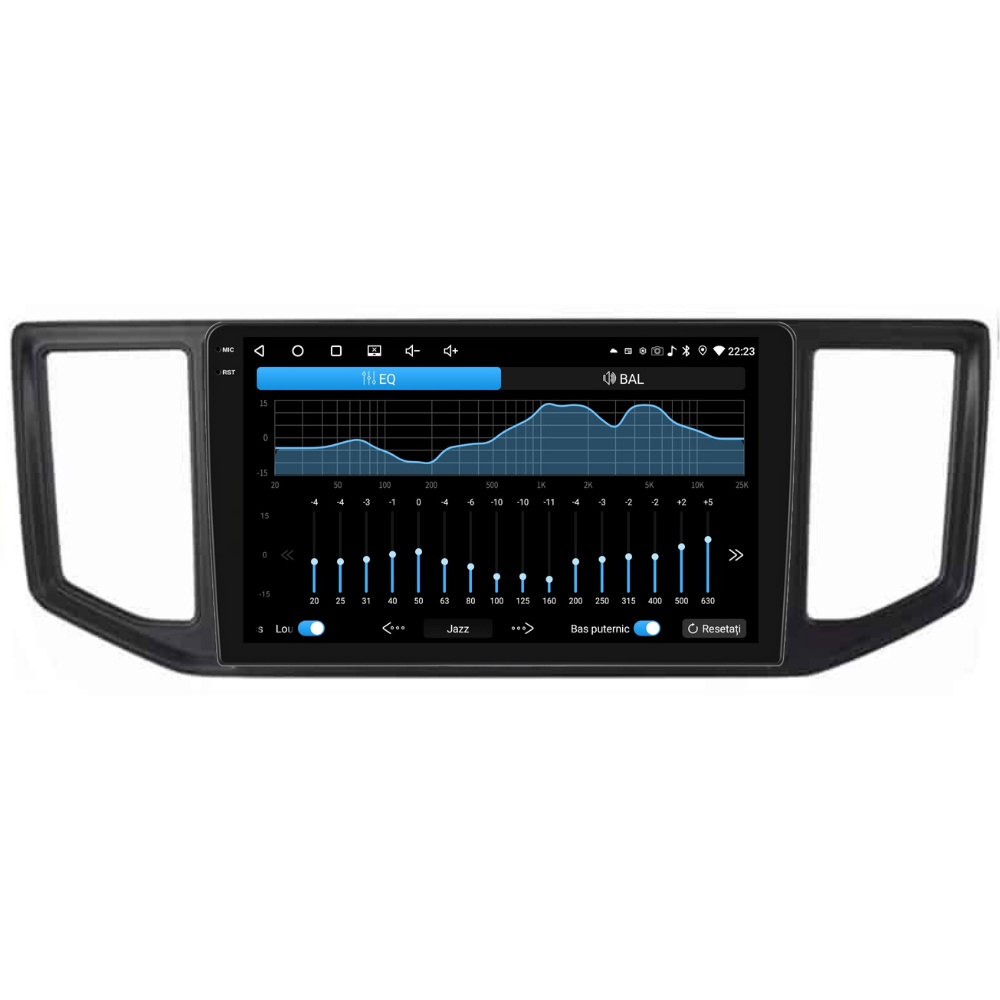 MIC
22:23
RST
EQ
BAL
15
0
-15
20 50 100 200 500 1K 2K 5K 10K 25K
-4 -4 -3 -1 0 -4 -6 -10 -10 -11 -4 -3 -2 -2 +2 +5
15
0
-15
20 25 31 40 50 63 80 100 125 160 200 250 315 400 500 630
s Lou Jazz Bas puternic Resetați